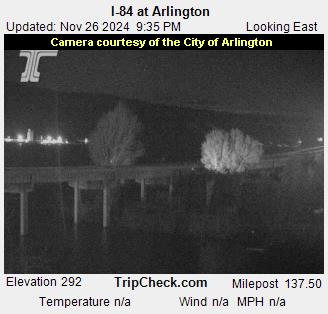 I-84 at Arlington
Updated: Nov 26 2024 9:35 PM Looking East
Camera courtesy of the City of Arlington
Elevation 292 TripCheck.com Milepost 137.50
Temperature n/a Wind n/a MPH n/a